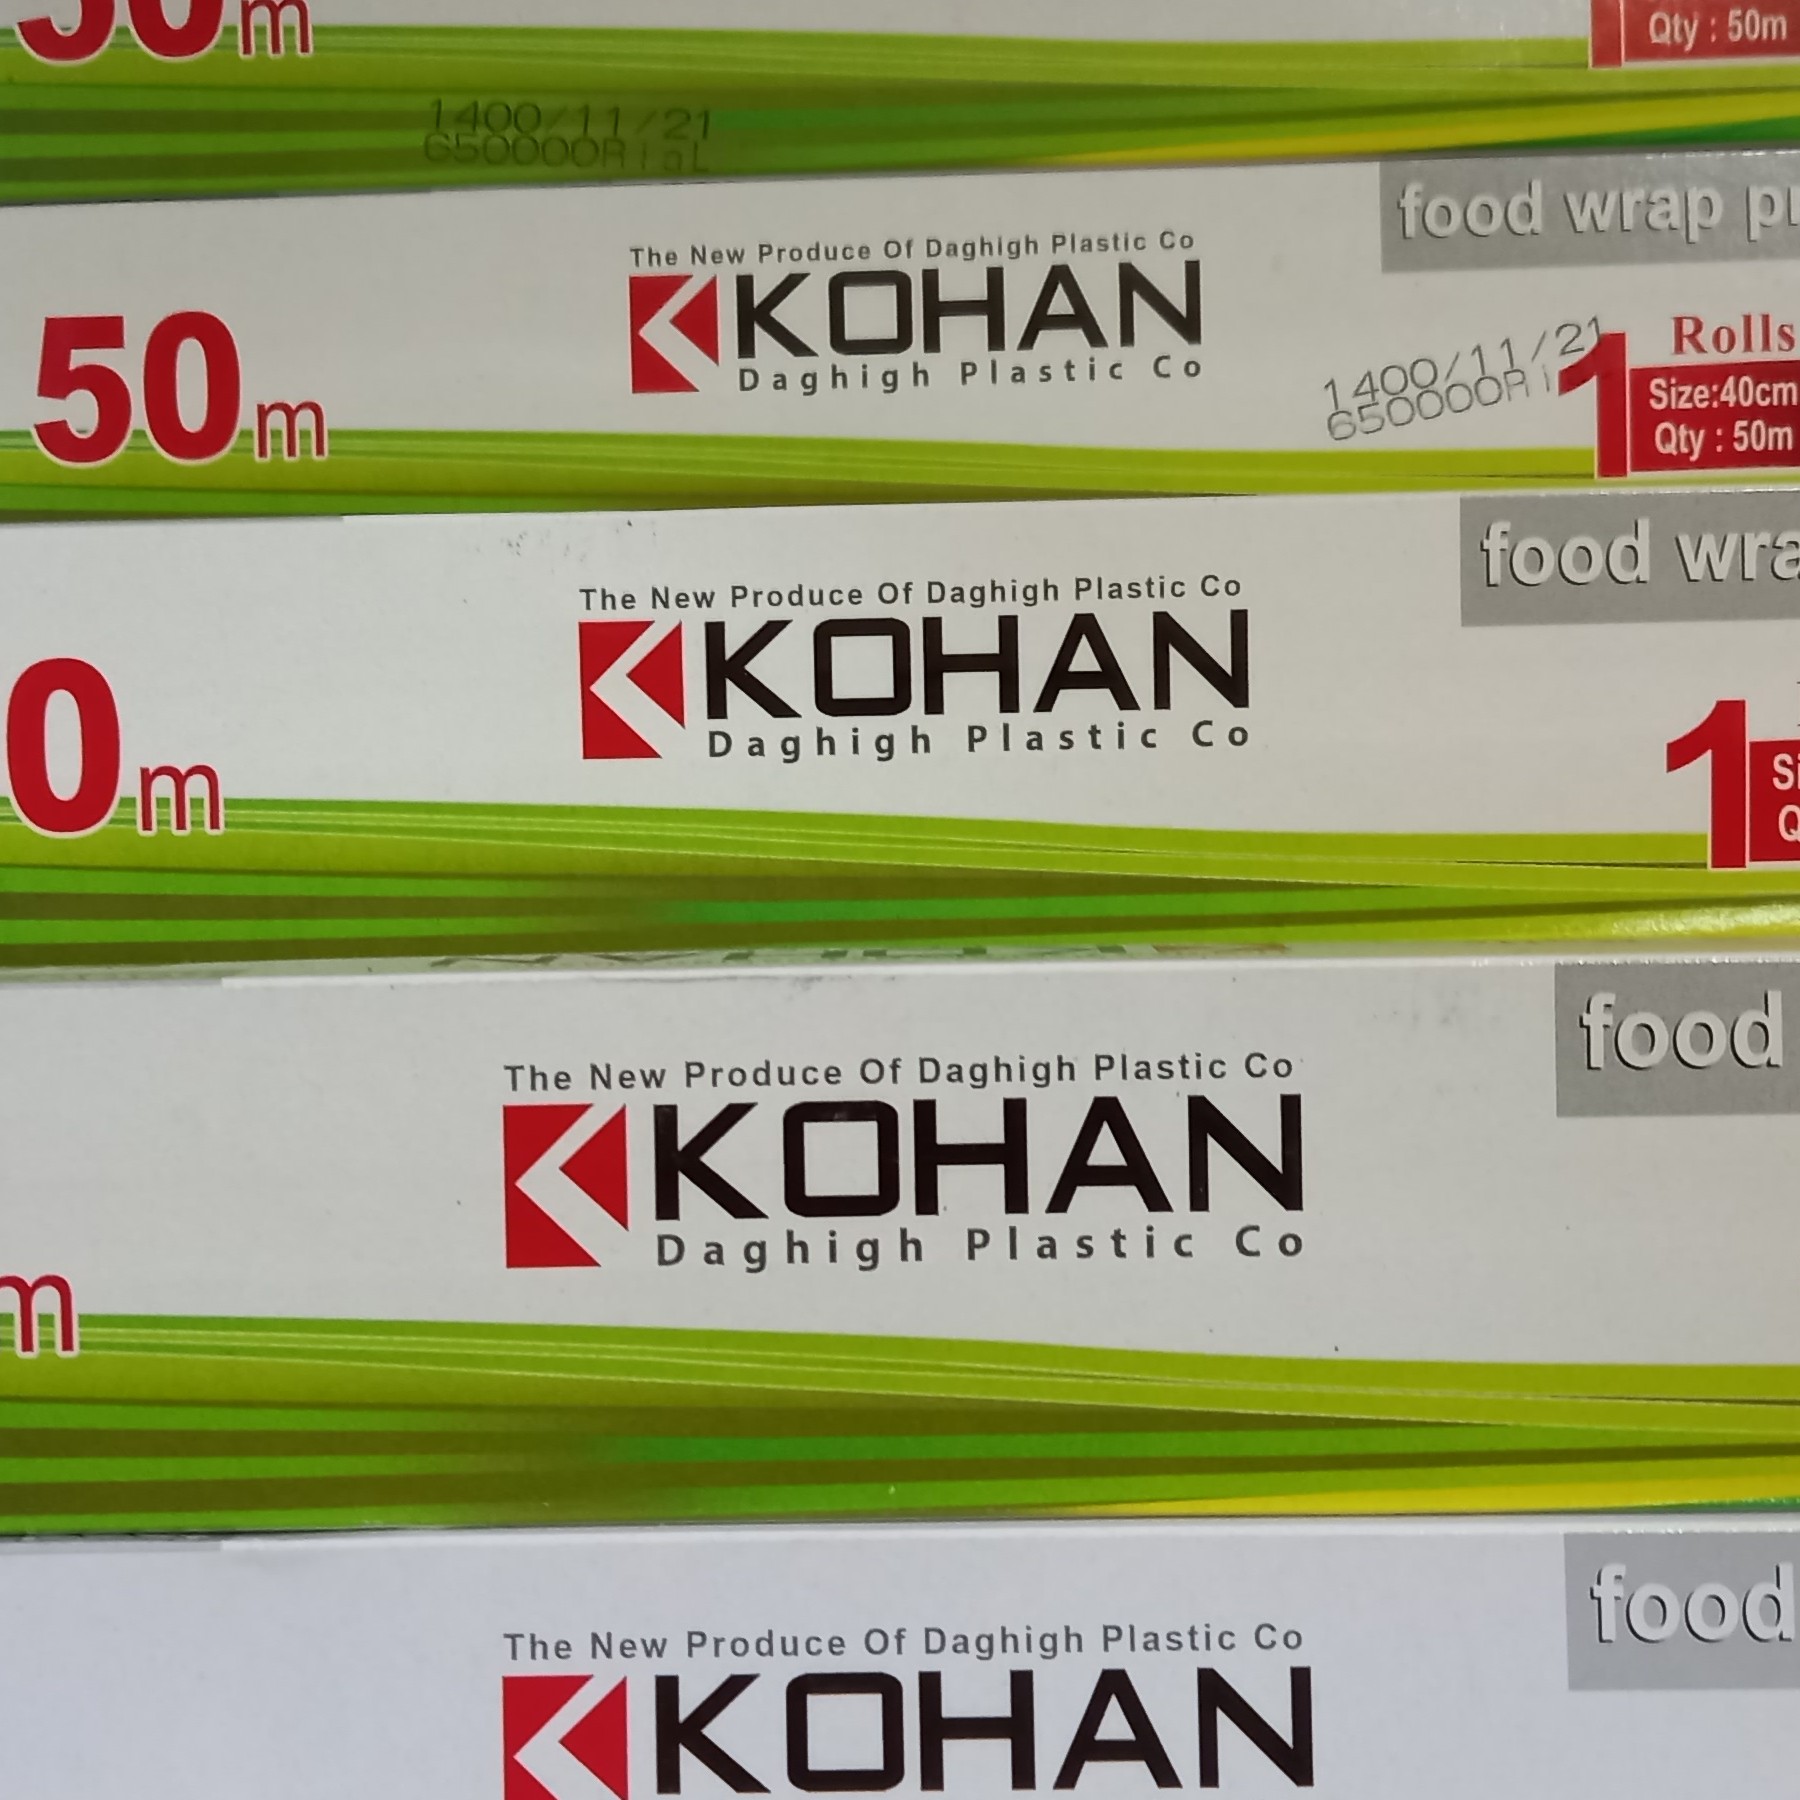 50m
Qty : 50m
1400/11/21
650000Rial
food wrap
The New Produce Of Daghigh Plastic Co
KOHAN
Daghigh Plastic Co
50m
1400/11/21
650000Ri
1 Rolls
Size:40cm
Qty : 50m
food
The New Produce Of Daghigh Plastic Co
KOHAN
Daghigh Plastic Co
0m
1
food
The New Produce Of Daghigh Plastic Co
KOHAN
Daghigh Plastic Co
m
food
The New Produce Of Daghigh Plastic Co
KOHAN